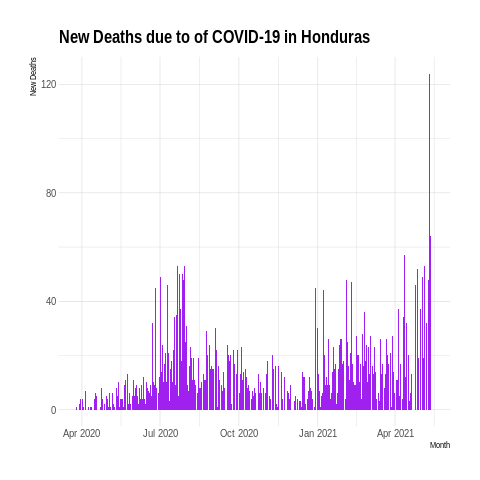 New Deaths due to of COVID-19 in Honduras
New Deaths
120
80
40
0
Apr 2020 Jul 2020 Oct 2020 Jan 2021 Apr 2021
Month